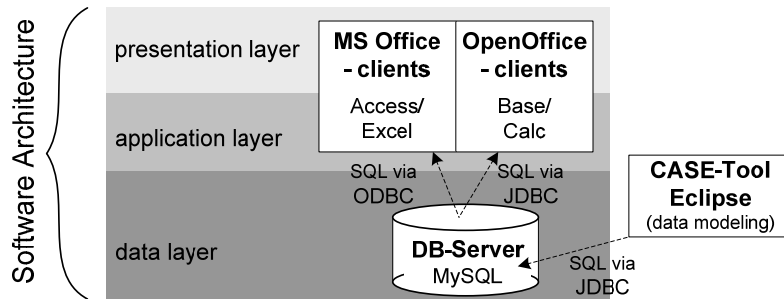 Software Architecture
presentation layer
application layer
data layer
MS Office
- clients
Access/
Excel
OpenOffice
- clients
Base/
Calc
SQL via
ODBC
SQL via
JDBC
DB-Server
MySQL
CASE-Tool
Eclipse
(data modeling)
SQL via
JDBC